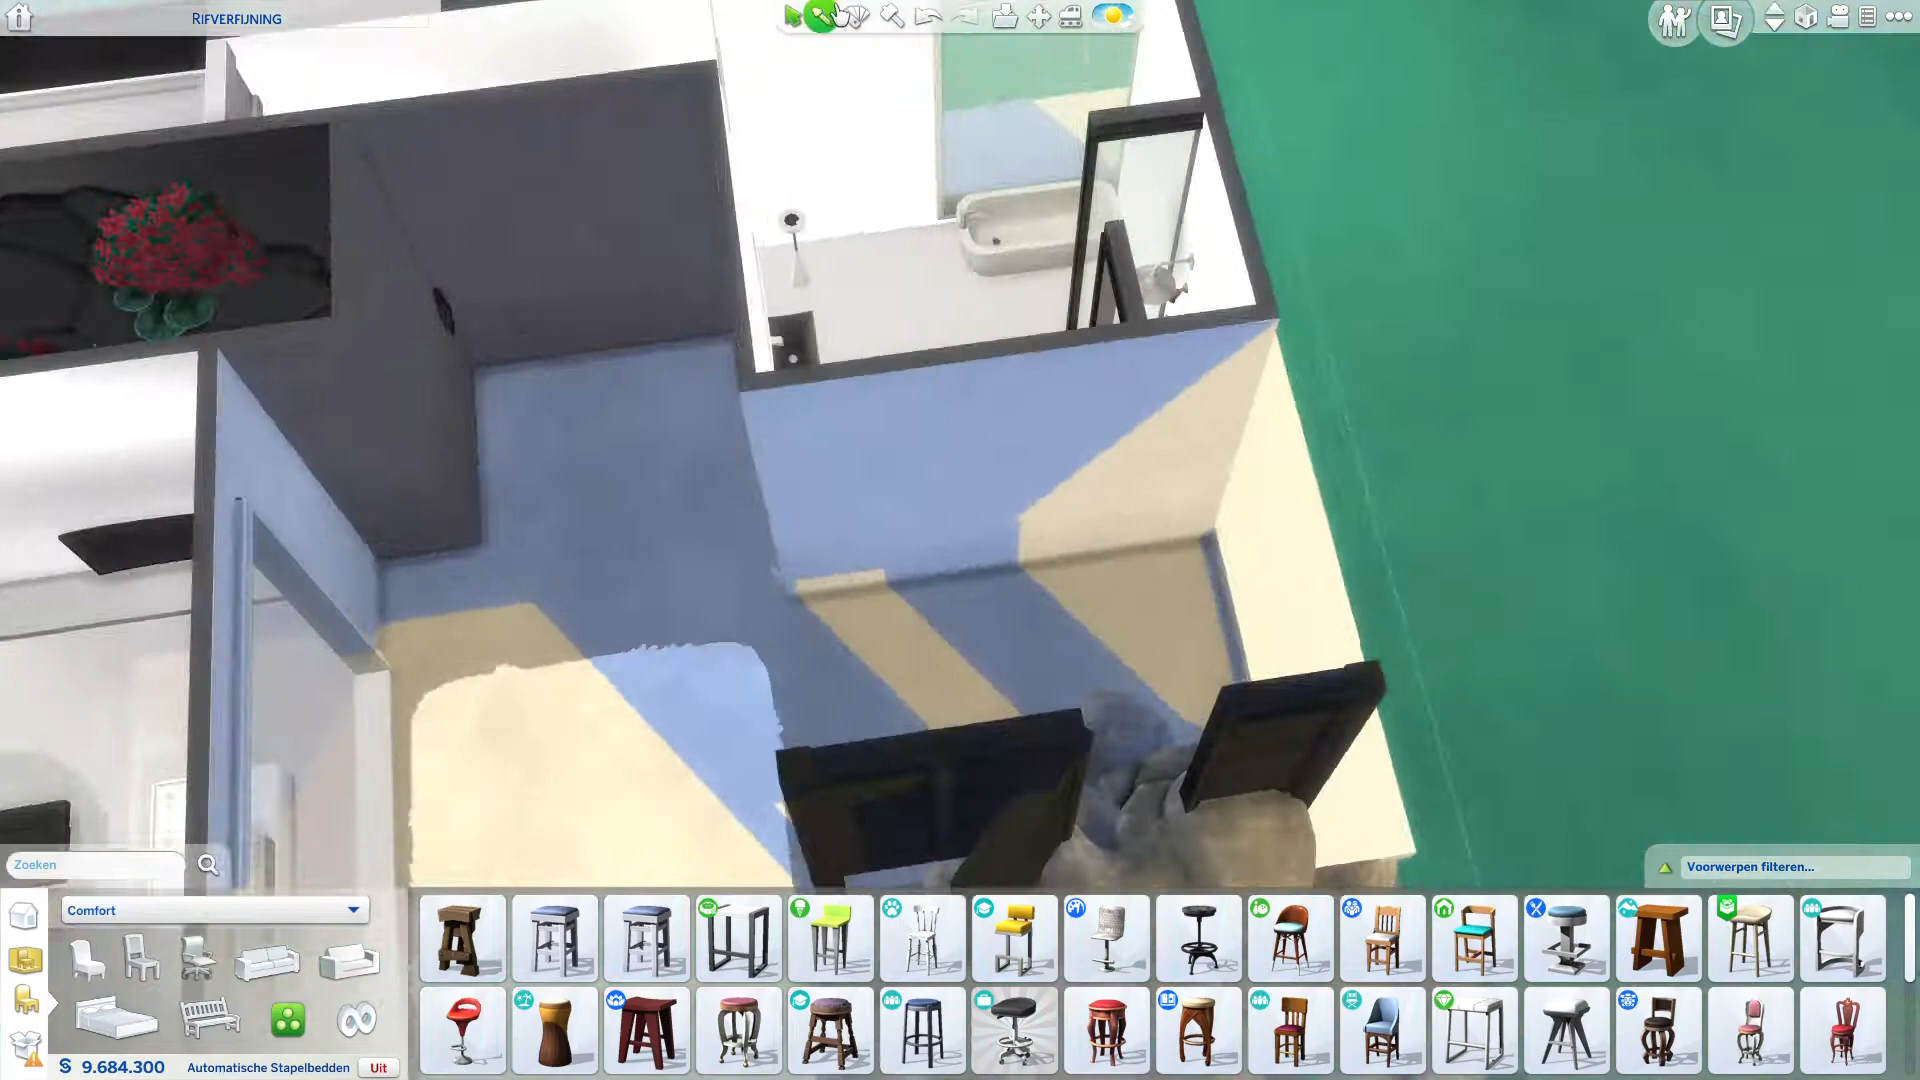 RIFVERFIJNING
Zoeken
Voorwerpen filteren...
Comfort
9.684.300
Automatische Stapelbedden
Uit